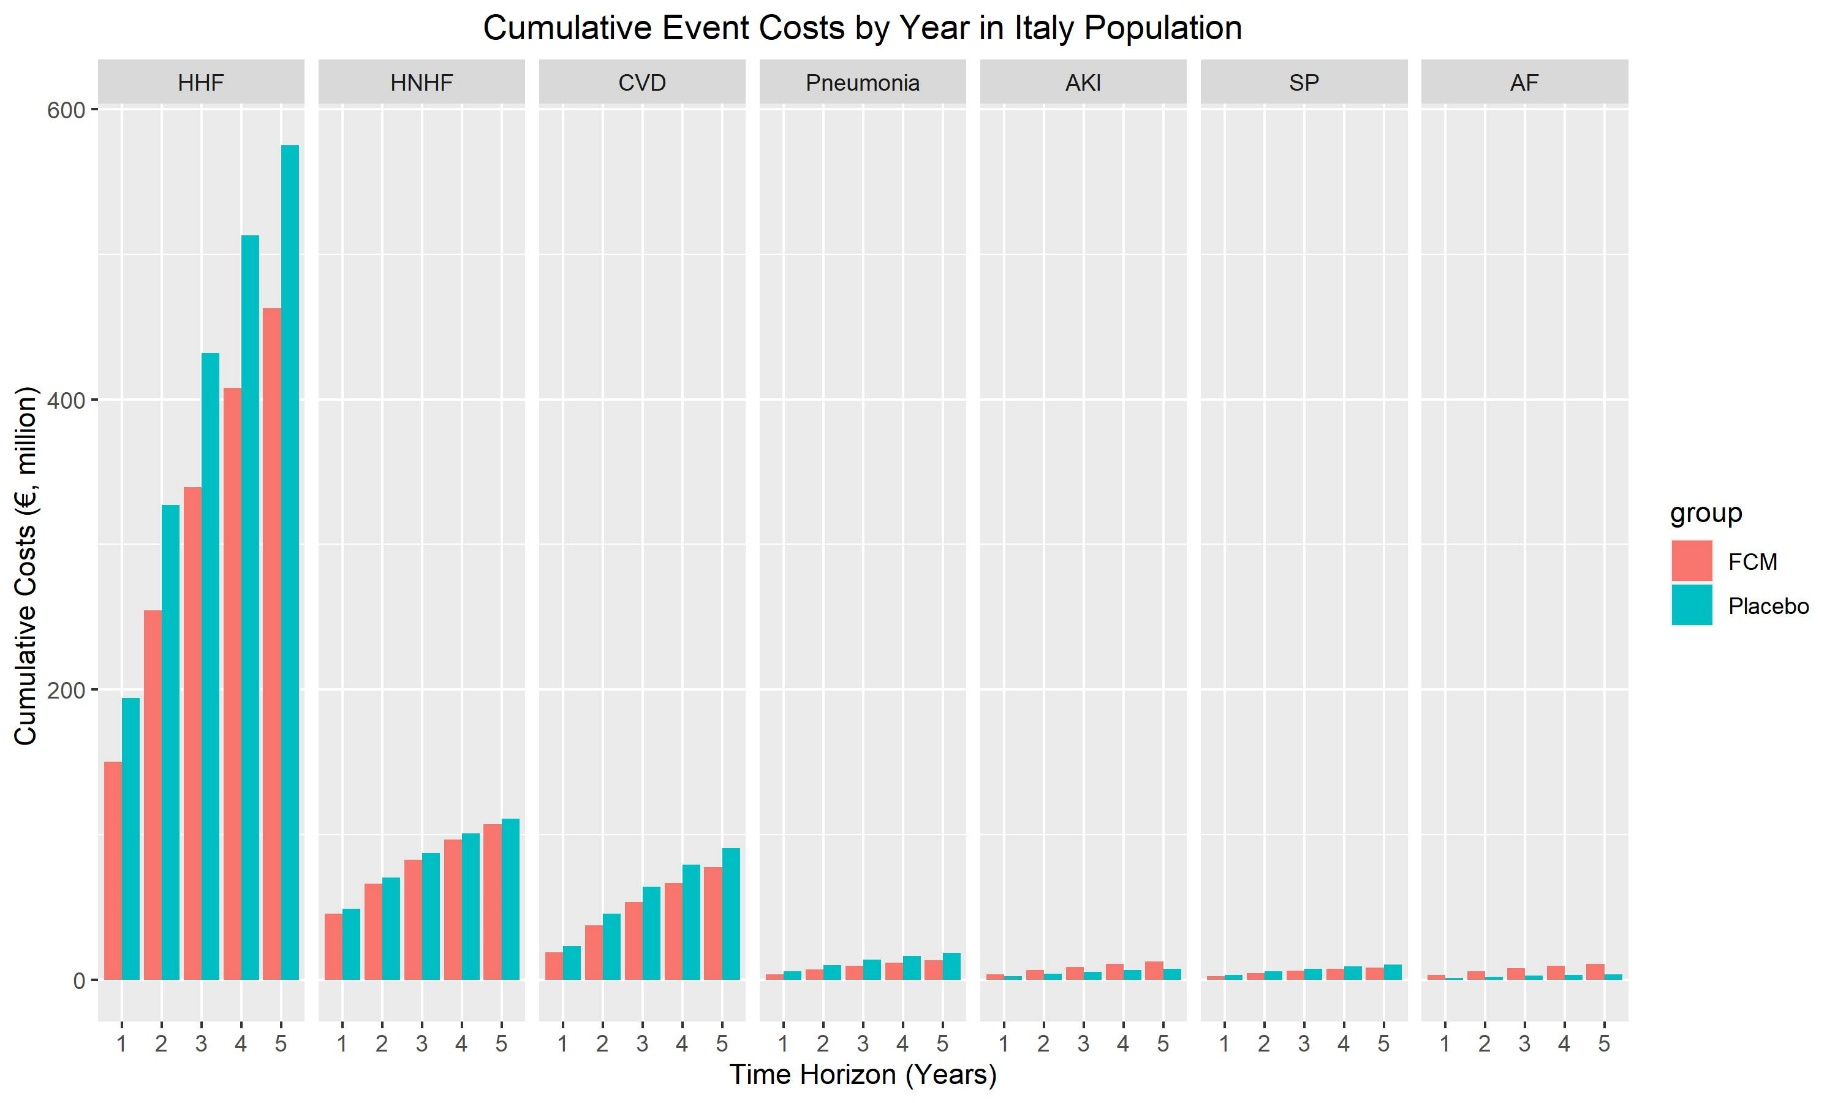 Cumulative Event Costs by Year in Italy Population
HHF HNHF CVD Pneumonia AKI SP AF
600
400
200
0
Cumulative Costs (€, million)
1 2 3 4 5 1 2 3 4 5 1 2 3 4 5 1 2 3 4 5 1 2 3 4 5 1 2 3 4 5 1 2 3 4 5
Time Horizon (Years)
group
FCM
Placebo